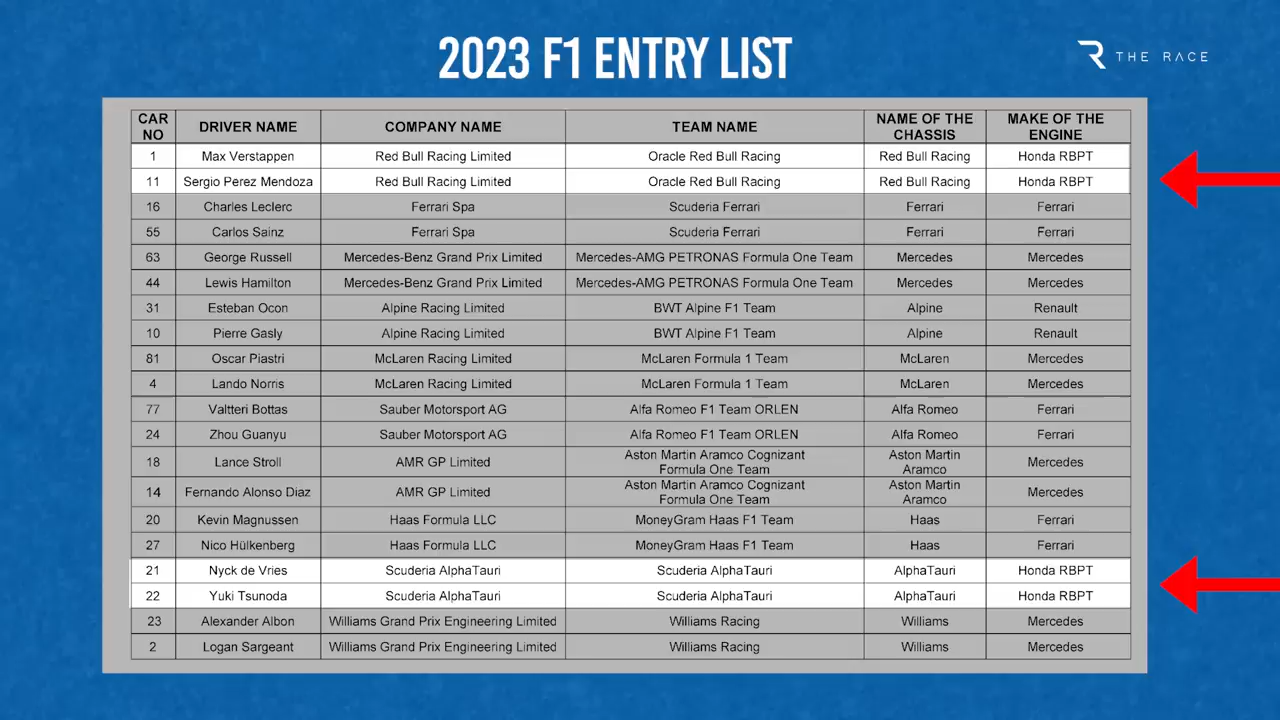 2023 F1 ENTRY LIST
R THE RACE
CAR NO DRIVER NAME COMPANY NAME TEAM NAME NAME OF THE CHASSIS MAKE OF THE ENGINE
1 Max Verstappen Red Bull Racing Limited Oracle Red Bull Racing Red Bull Racing Honda RBPT
11 Sergio Perez Mendoza Red Bull Racing Limited Oracle Red Bull Racing Red Bull Racing Honda RBPT
16 Charles Leclerc Ferrari Spa Scuderia Ferrari Ferrari Ferrari
55 Carlos Sainz Ferrari Spa Scuderia Ferrari Ferrari Ferrari
63 George Russell Mercedes-Benz Grand Prix Limited Mercedes-AMG PETRONAS Formula One Team Mercedes Mercedes
44 Lewis Hamilton Mercedes-Benz Grand Prix Limited Mercedes-AMG PETRONAS Formula One Team Mercedes Mercedes
31 Esteban Ocon Alpine Racing Limited BWT Alpine F1 Team Alpine Renault
10 Pierre Gasly Alpine Racing Limited BWT Alpine F1 Team Alpine Renault
81 Oscar Piastri McLaren Racing Limited McLaren Formula 1 Team McLaren Mercedes
4 Lando Norris McLaren Racing Limited McLaren Formula 1 Team McLaren Mercedes
77 Valtteri Bottas Sauber Motorsport AG Alfa Romeo F1 Team ORLEN Alfa Romeo Ferrari
24 Zhou Guanyu Sauber Motorsport AG Alfa Romeo F1 Team ORLEN Alfa Romeo Ferrari
18 Lance Stroll AMR GP Limited Aston Martin Aramco Cognizant Formula One Team Aston Martin Aramco Mercedes
14 Fernando Alonso Diaz AMR GP Limited Aston Martin Aramco Cognizant Formula One Team Aston Martin Aramco Mercedes
20 Kevin Magnussen Haas Formula LLC MoneyGram Haas F1 Team Haas Ferrari
27 Nico Hülkenberg Haas Formula LLC MoneyGram Haas F1 Team Haas Ferrari
21 Nyck de Vries Scuderia AlphaTauri Scuderia AlphaTauri AlphaTauri Honda RBPT
22 Yuki Tsunoda Scuderia AlphaTauri Scuderia AlphaTauri AlphaTauri Honda RBPT
23 Alexander Albon Williams Grand Prix Engineering Limited Williams Racing Williams Mercedes
2 Logan Sargeant Williams Grand Prix Engineering Limited Williams Racing Williams Mercedes